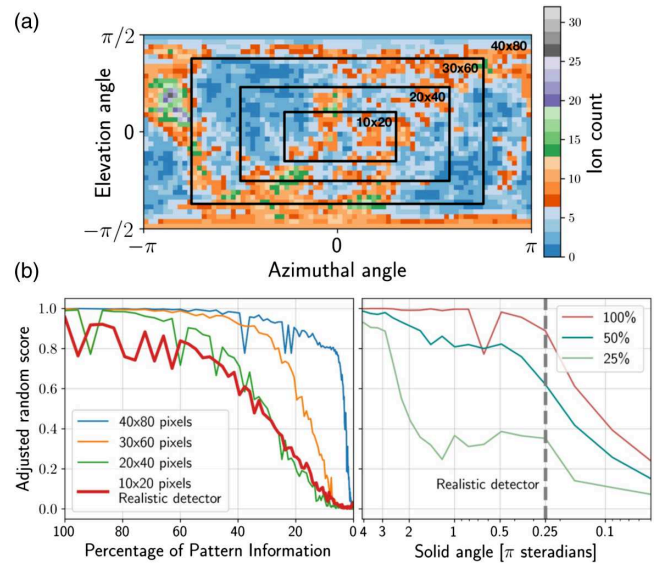 (a)
π/2
0
−π/2
Elevation angle
−π
0
π
Azimuthal angle
40x80
30x60
20x40
10x20
30
25
20
15
10
5
0
Ion count
(b)
1.0
0.8
0.6
0.4
0.2
0.0
Adjusted random score
40x80 pixels
30x60 pixels
20x40 pixels
10x20 pixels
Realistic detector
100
80
60
40
20
0
Percentage of Pattern Information
100%
50%
25%
Realistic detector
4
3
2
1
0.5
0.25
0.1
Solid angle [π steradians]